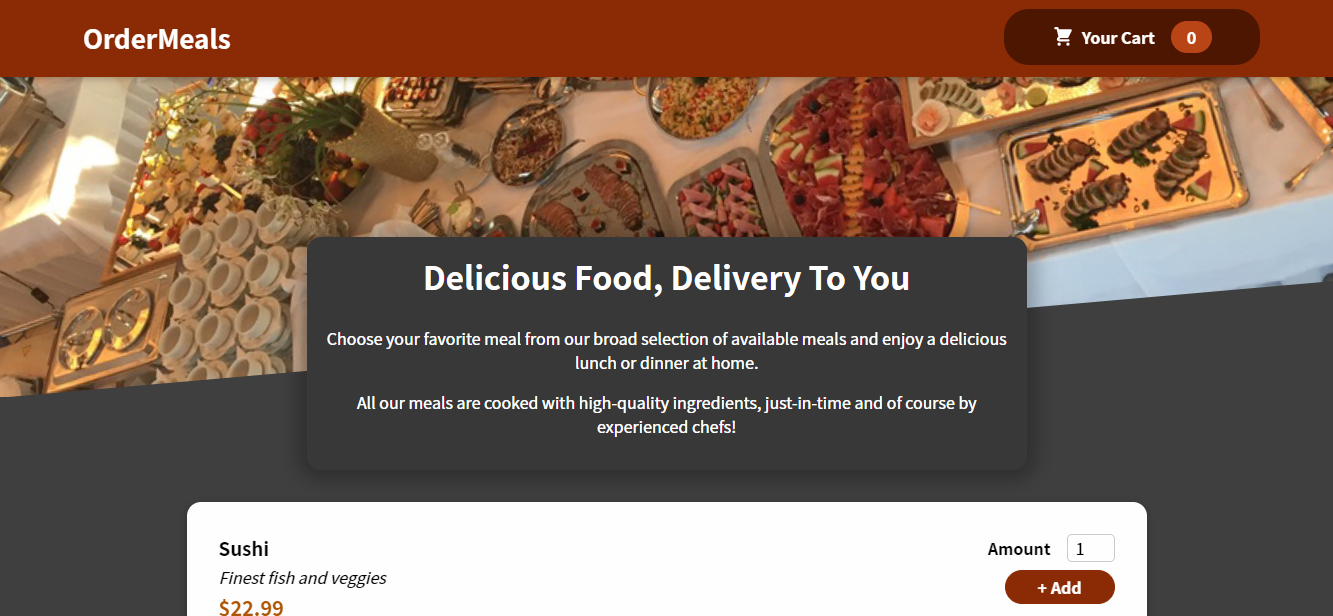 OrderMeals
Your Cart 0
Delicious Food, Delivery To You
Choose your favorite meal from our broad selection of available meals and enjoy a delicious
lunch or dinner at home.
All our meals are cooked with high-quality ingredients, just-in-time and of course by
experienced chefs!
Sushi
Amount 1
Finest fish and veggies
+ Add
$22.99